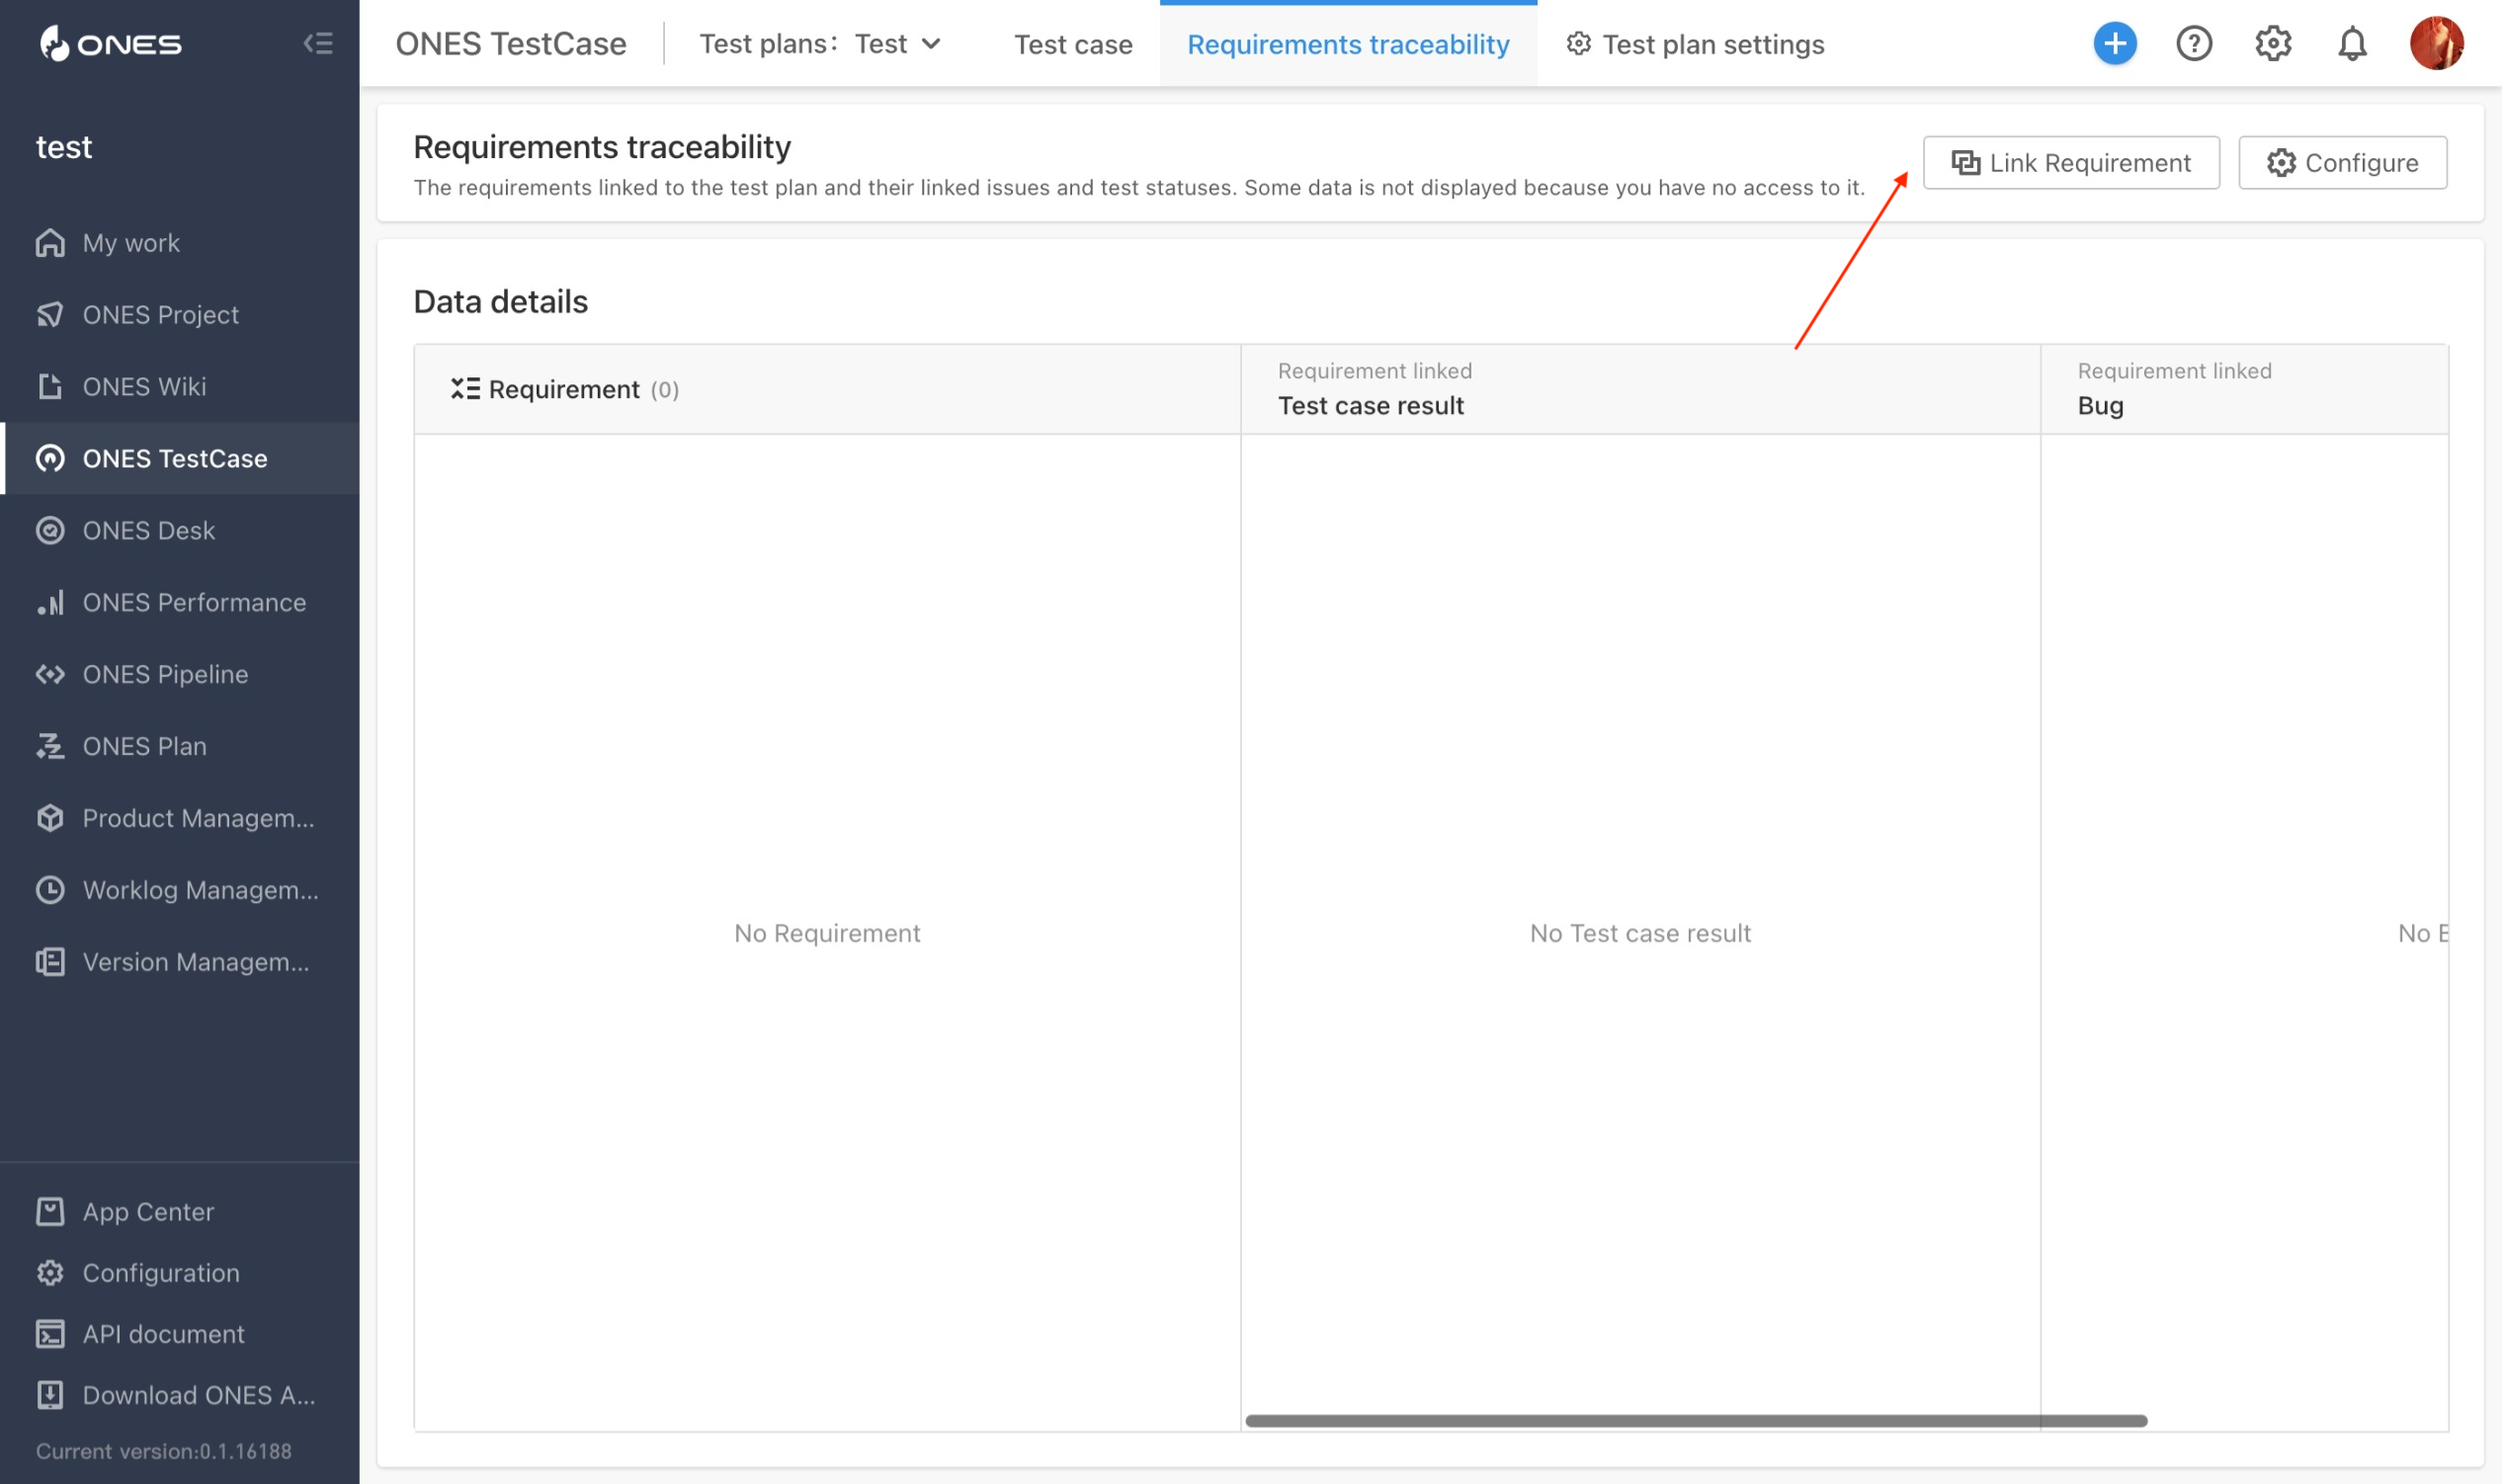 ONES
test
My work
ONES Project
ONES Wiki
ONES TestCase
ONES Desk
ONES Performance
ONES Pipeline
ONES Plan
Product Managem...
Worklog Managem...
Version Managem...
App Center
Configuration
API document
Download ONES A...
Current version:0.1.16188
ONES TestCase
Test plans: Test
Test case
Requirements traceability
Test plan settings
Requirements traceability
The requirements linked to the test plan and their linked issues and test statuses. Some data is not displayed because you have no access to it.
Link Requirement
Configure
Data details
Requirement (0)
Requirement linked
Test case result
Requirement linked
Bug
No Requirement
No Test case result
No